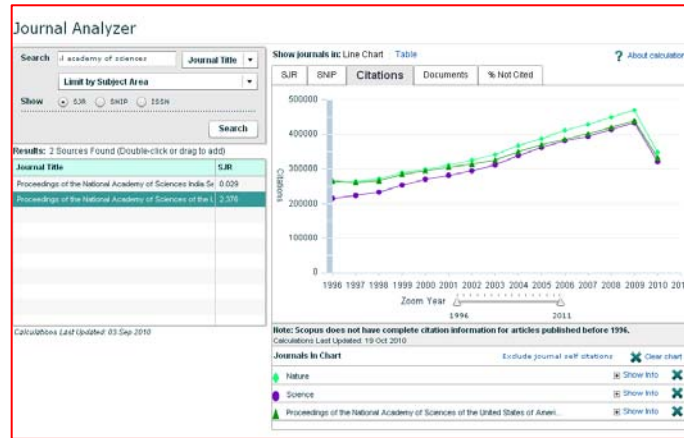 Journal Analyzer
Search
l academy of sciences
Journal Title
Limit by Subject Area
Show
SJR
SNIP
ISSN
Search
Results: 2 Sources Found (Double-click or drag to add)
Journal Title SJR
Proceedings of the National Academy of Sciences India Se 0.029
Proceedings of the National Academy of Sciences of the U 2.376
Calculations Last Updated: 03 Sep 2010
Show journals in: Line Chart Table
? About calculation
SJR SNIP Citations Documents % Not Cited
500000
400000
300000
200000
100000
0
Citations
1996 1997 1998 1999 2000 2001 2002 2003 2004 2005 2006 2007 2008 2009 2010 201
Zoom Year
1996 2011
Note: Scopus does not have complete citation information for articles published before 1996.
Calculations Last Updated: 19 Oct 2010
Journals In Chart Exclude journal self citations Clear chart
Nature Show Info
Science Show Info
Proceedings of the National Academy of Sciences of the United States of Ameri... Show Info